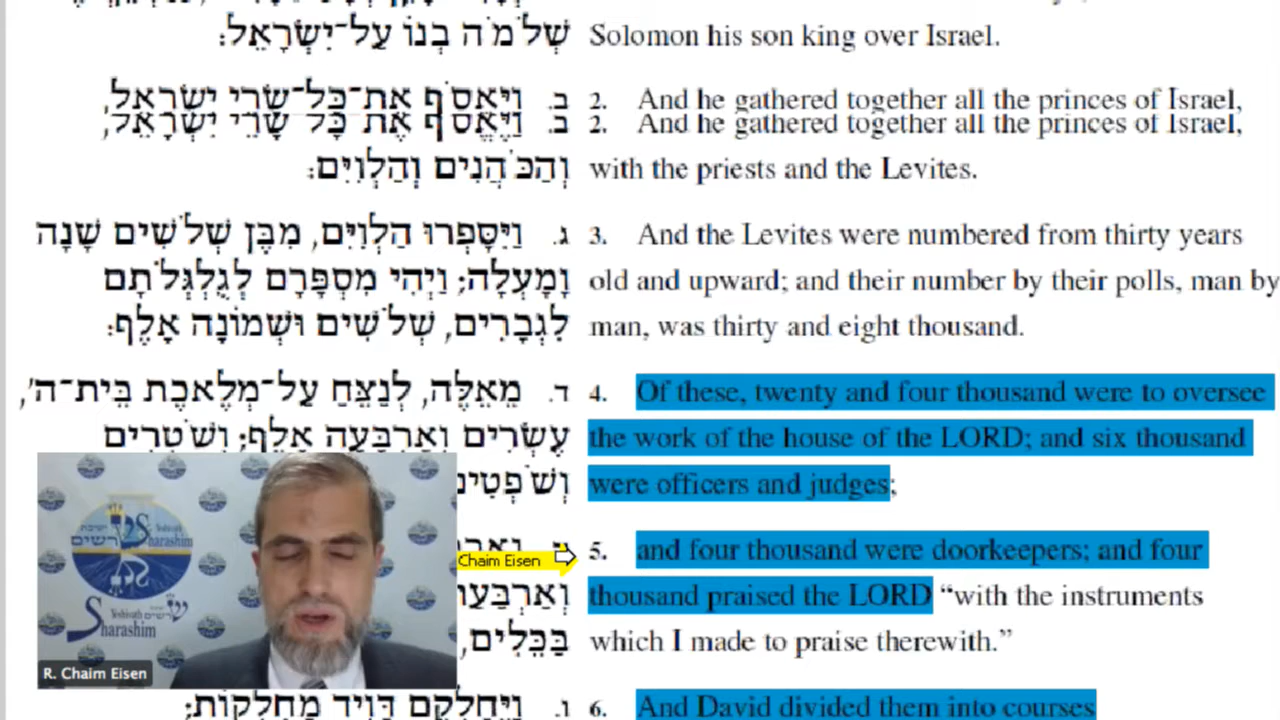 שְׁלֹמֹה בְנוֹ עַל־יִשְׂרָאֵל:
Solomon his son king over Israel.
ב. וַיֶּאֱסֹף אֶת־כָּל־שָׂרֵי יִשְׂרָאֵל,
2. And he gathered together all the princes of Israel,
ב. וַיֶּאֱסֹף אֶת כָּל שָׂרֵי יִשְׂרָאֵל,
2. And he gathered together all the princes of Israel,
וְהַכֹּהֲנִים וְהַלְוִיִּם:
with the priests and the Levites.
ג. וַיִּסָּפְרוּ הַלְוִיִּם, מִבֶּן שְׁלֹשִׁים שָׁנָה
3. And the Levites were numbered from thirty years
וָמָעְלָה; וַיְהִי מִסְפָּרָם לְגֻלְגְּלֹתָם
old and upward; and their number by their polls, man by
לִגְבָרִים, שְׁלֹשִׁים וּשְׁמוֹנָה אָלֶף:
man, was thirty and eight thousand.
ד. מֵאֵלֶּה, לְנַצֵּחַ עַל־מְלֶאכֶת בֵּית־ה',
4. Of these, twenty and four thousand were to oversee
עֶשְׂרִים וְאַרְבָּעָה אָלֶף; וְשֹׁטְרִים
the work of the house of the LORD; and six thousand
וְשֹׁפְטִים
were officers and judges;
5. and four thousand were doorkeepers; and four
Chaim Eisen
וְאַרְבַּעַ
thousand praised the LORD “with the instruments
בַּכֵּלִים,
which I made to praise therewith.”
ו. וַיֶּחָלְקֵם דָּוִיד מַחְלְקוֹת;
6. And David divided them into courses
ישיבת שרשים
Yeshivath Sharashim
Yeshivath שרשים
Sharashim
R. Chaim Eisen